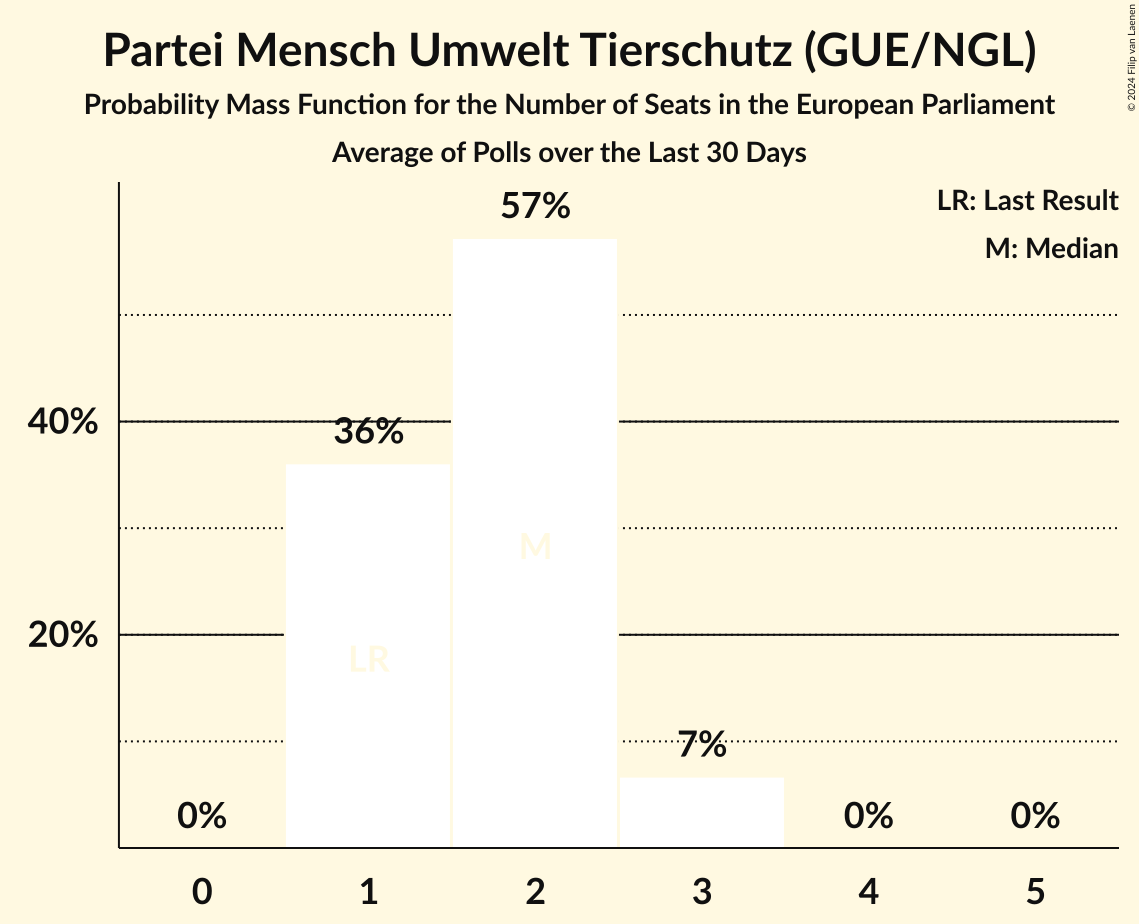 Partei Mensch Umwelt Tierschutz (GUE/NGL)
Probability Mass Function for the Number of Seats in the European Parliament
Average of Polls over the Last 30 Days
© 2024 Filip van Laenen
LR: Last Result
M: Median
57%
40%
36%
M
20%
LR
7%
0%
0%
0%
0
1
2
3
4
5